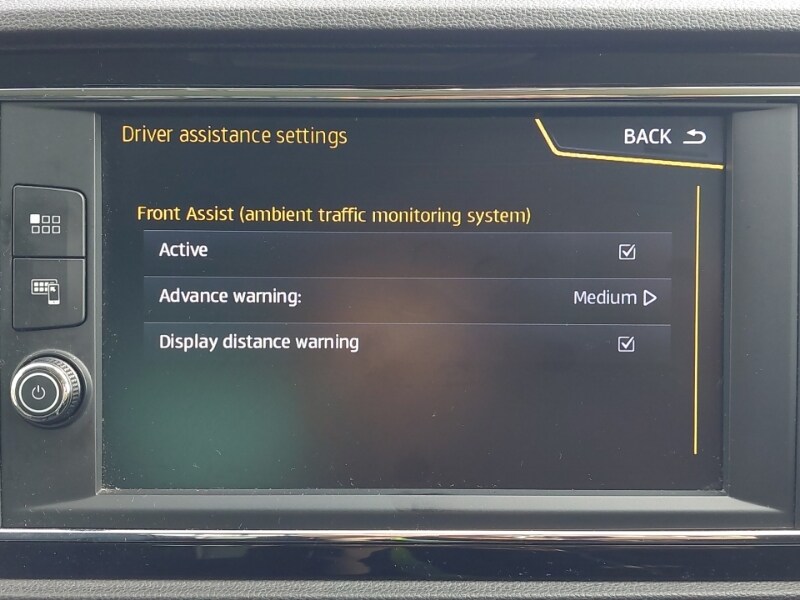 Driver assistance settings
BACK
Front Assist (ambient traffic monitoring system)
Active
Advance warning: Medium
Display distance warning